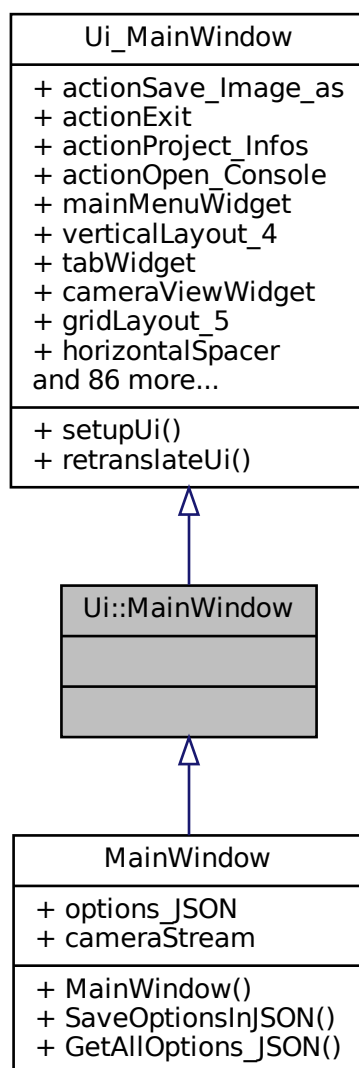 Ui_MainWindow
+ actionSave_Image_as
+ actionExit
+ actionProject_Infos
+ actionOpen_Console
+ mainMenuWidget
+ verticalLayout_4
+ tabWidget
+ cameraViewWidget
+ gridLayout_5
+ horizontalSpacer
and 86 more...
+ setupUi()
+ retranslateUi()
Ui::MainWindow
MainWindow
+ options_JSON
+ cameraStream
+ MainWindow()
+ SaveOptionsInJSON()
+ GetAllOptions_JSON()